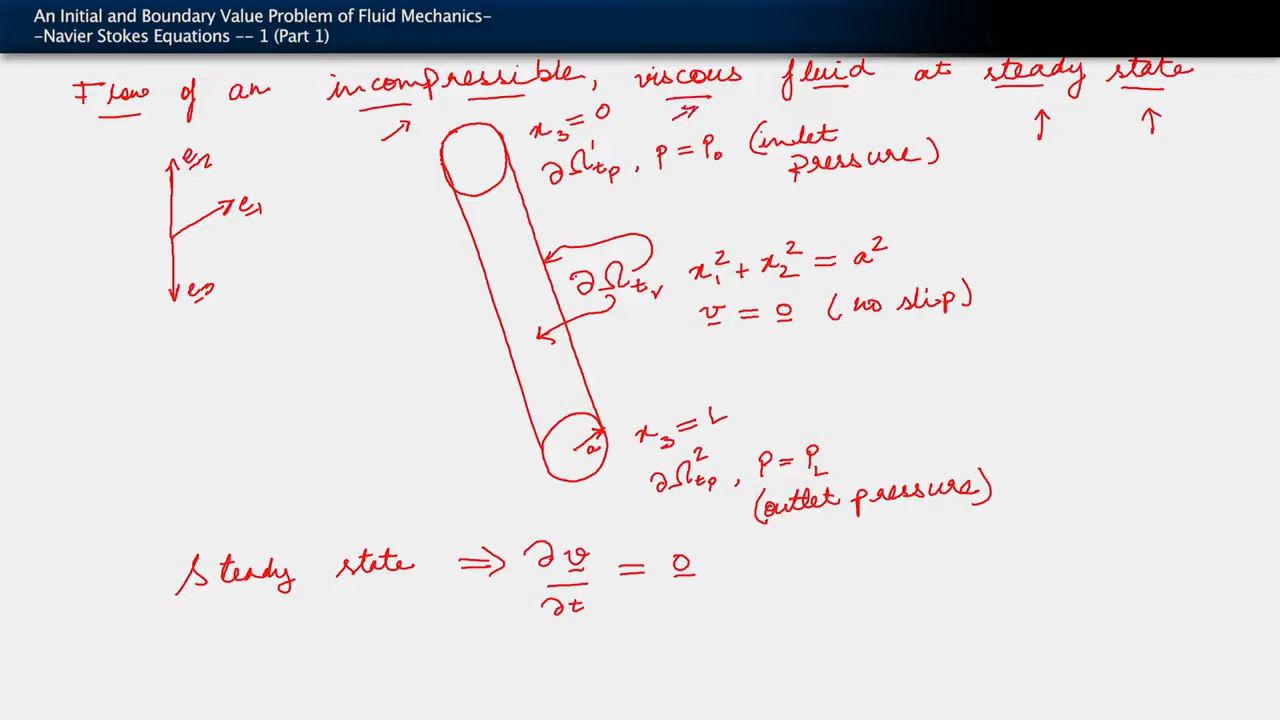 An Initial and Boundary Value Problem of Fluid Mechanics-
-Navier Stokes Equations -- 1 (Part 1)
Flow of an incompressible, viscous fluid at steady state
x₃ = 0
∂Ω¹ₜₚ, p = P₀ (inlet pressure)
e₂
e₁
e₃
∂Ωₜᵥ x₁² + x₂² = a²
v = 0 (no slip)
a
x₃ = L
∂Ω²ₜₚ, p = P_L
(outlet pressure)
Steady state ⇒ ∂v/∂t = 0